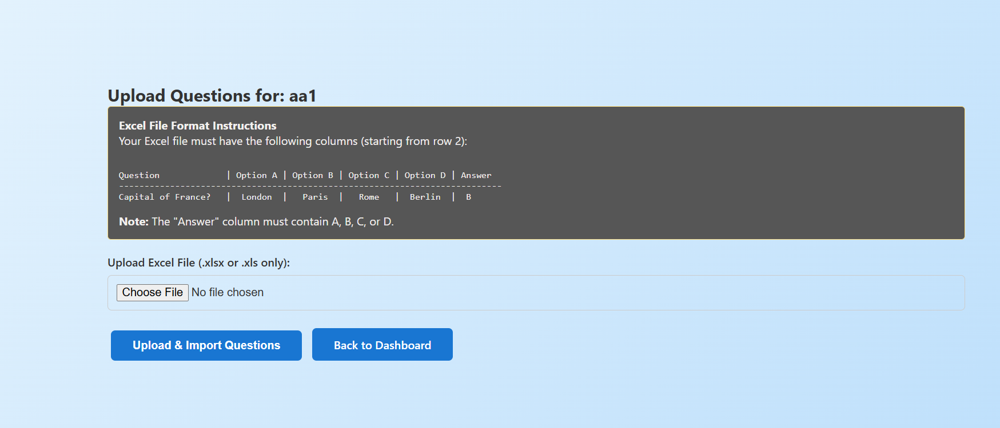 Upload Questions for: aa1
Excel File Format Instructions
Your Excel file must have the following columns (starting from row 2):
Question             | Option A | Option B | Option C | Option D | Answer
---------------------------------------------------------------------------
Capital of France?   |  London  |   Paris  |   Rome   |  Berlin  |  B
Note: The "Answer" column must contain A, B, C, or D.
Upload Excel File (.xlsx or .xls only):
Choose File No file chosen
Upload & Import Questions Back to Dashboard